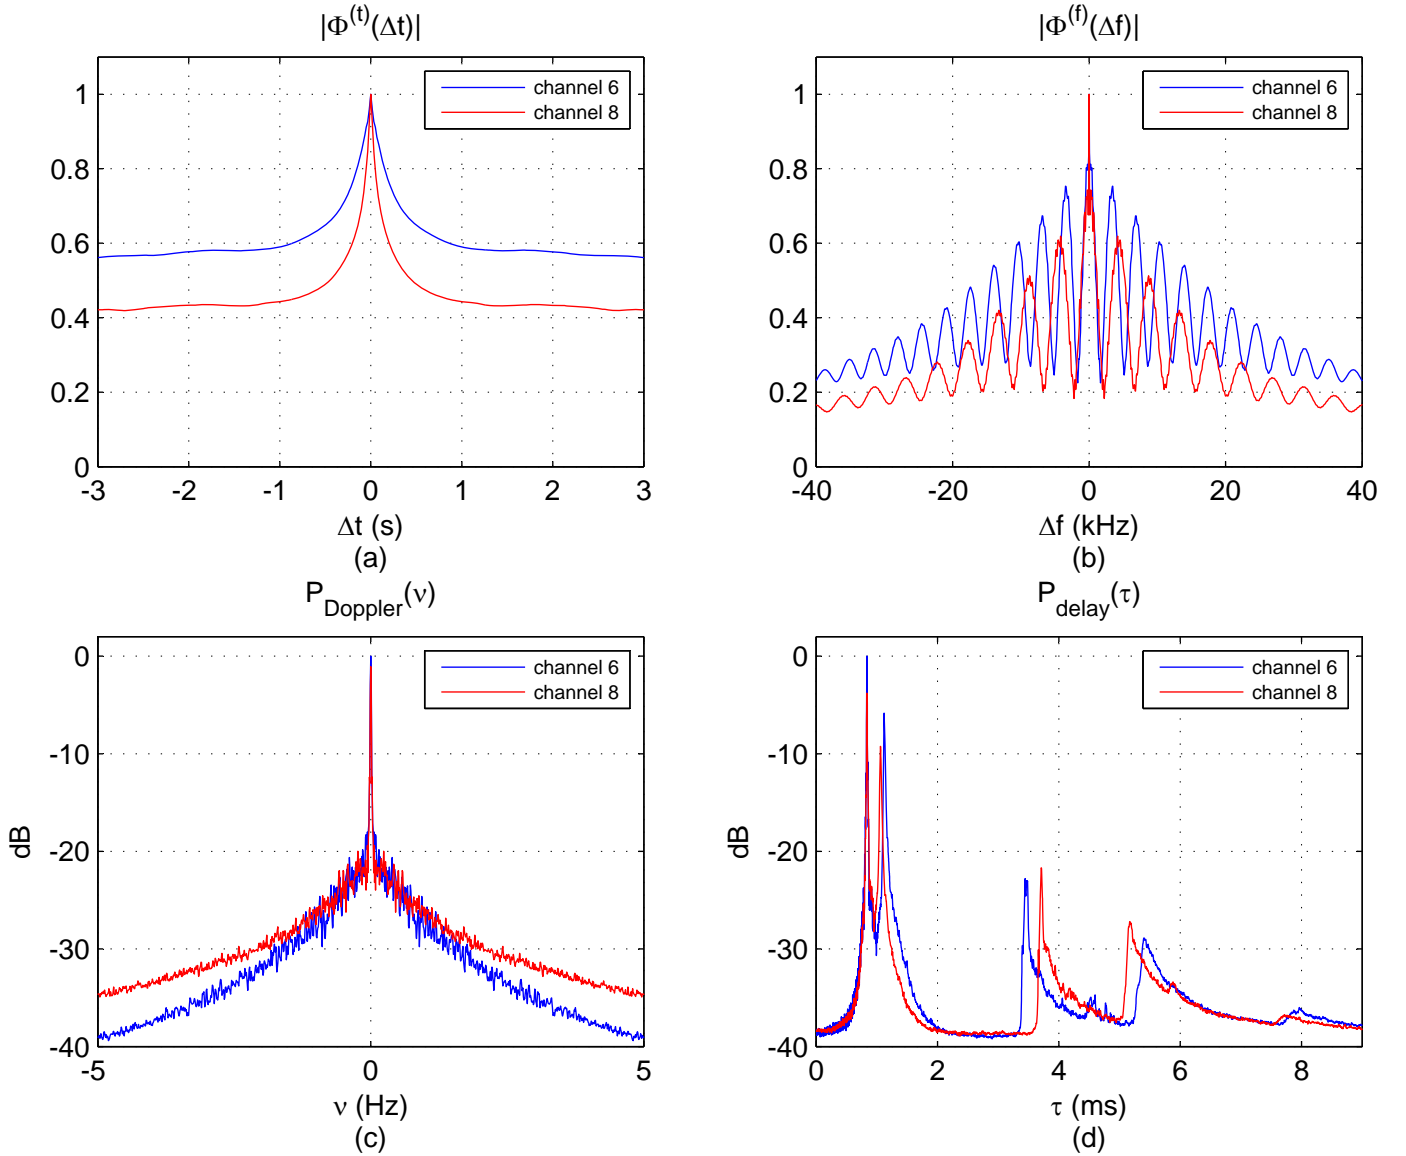 |Φ(t)(Δt)|
channel 6
channel 8
1
0.8
0.6
0.4
0.2
0
-3 -2 -1 0 1 2 3
Δt (s)
(a)
|Φ(f)(Δf)|
channel 6
channel 8
1
0.8
0.6
0.4
0.2
0
-40 -20 0 20 40
Δf (kHz)
(b)
PDoppler(ν)
channel 6
channel 8
0
-10
-20
-30
-40
dB
-5 0 5
ν (Hz)
(c)
Pdelay(τ)
channel 6
channel 8
0
-10
-20
-30
-40
dB
0 2 4 6 8
τ (ms)
(d)